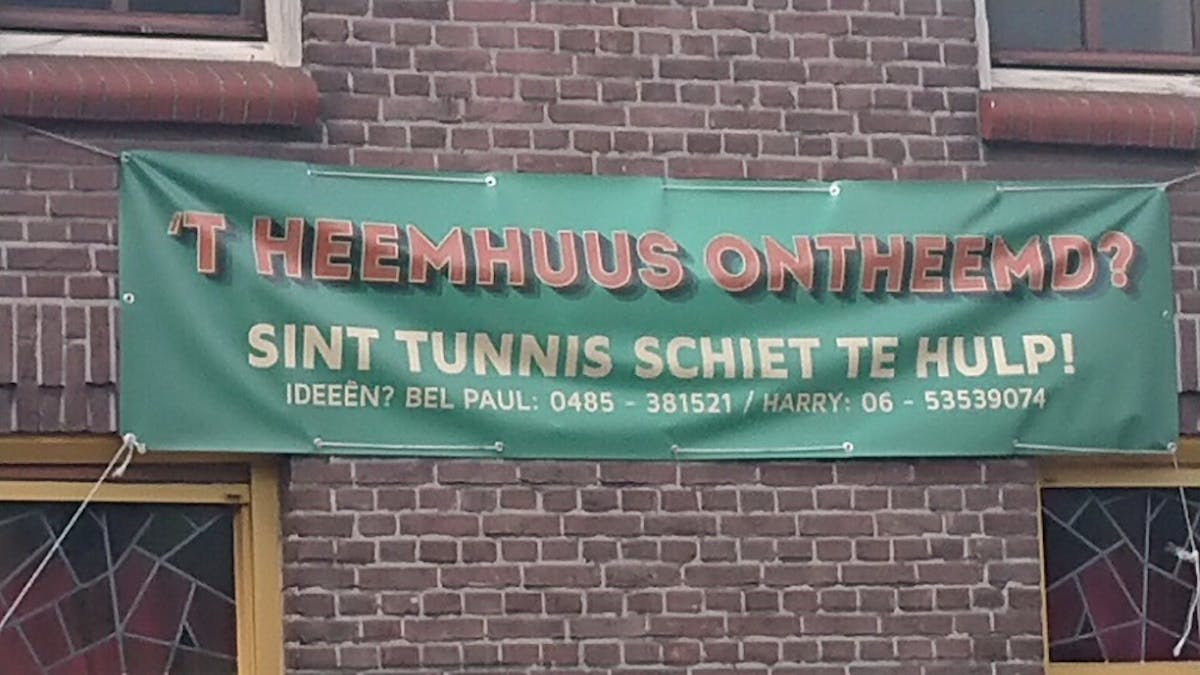 'T HEEMHUUS ONTHEEMD?
SINT TUNNIS SCHIET TE HULP!
IDEEËN? BEL PAUL: 0485 - 381521 / HARRY: 06 - 53539074